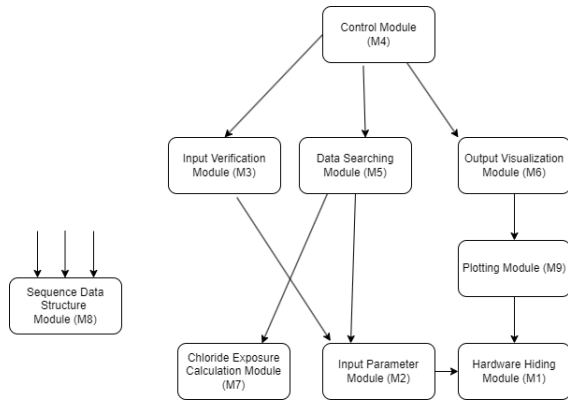 Control Module
(M4)
Input Verification
Module (M3)
Data Searching
Module (M5)
Output Visualization
Module (M6)
Plotting Module (M9)
Sequence Data
Structure
Module (M8)
Chloride Exposure
Calculation Module
(M7)
Input Parameter
Module (M2)
Hardware Hiding
Module (M1)